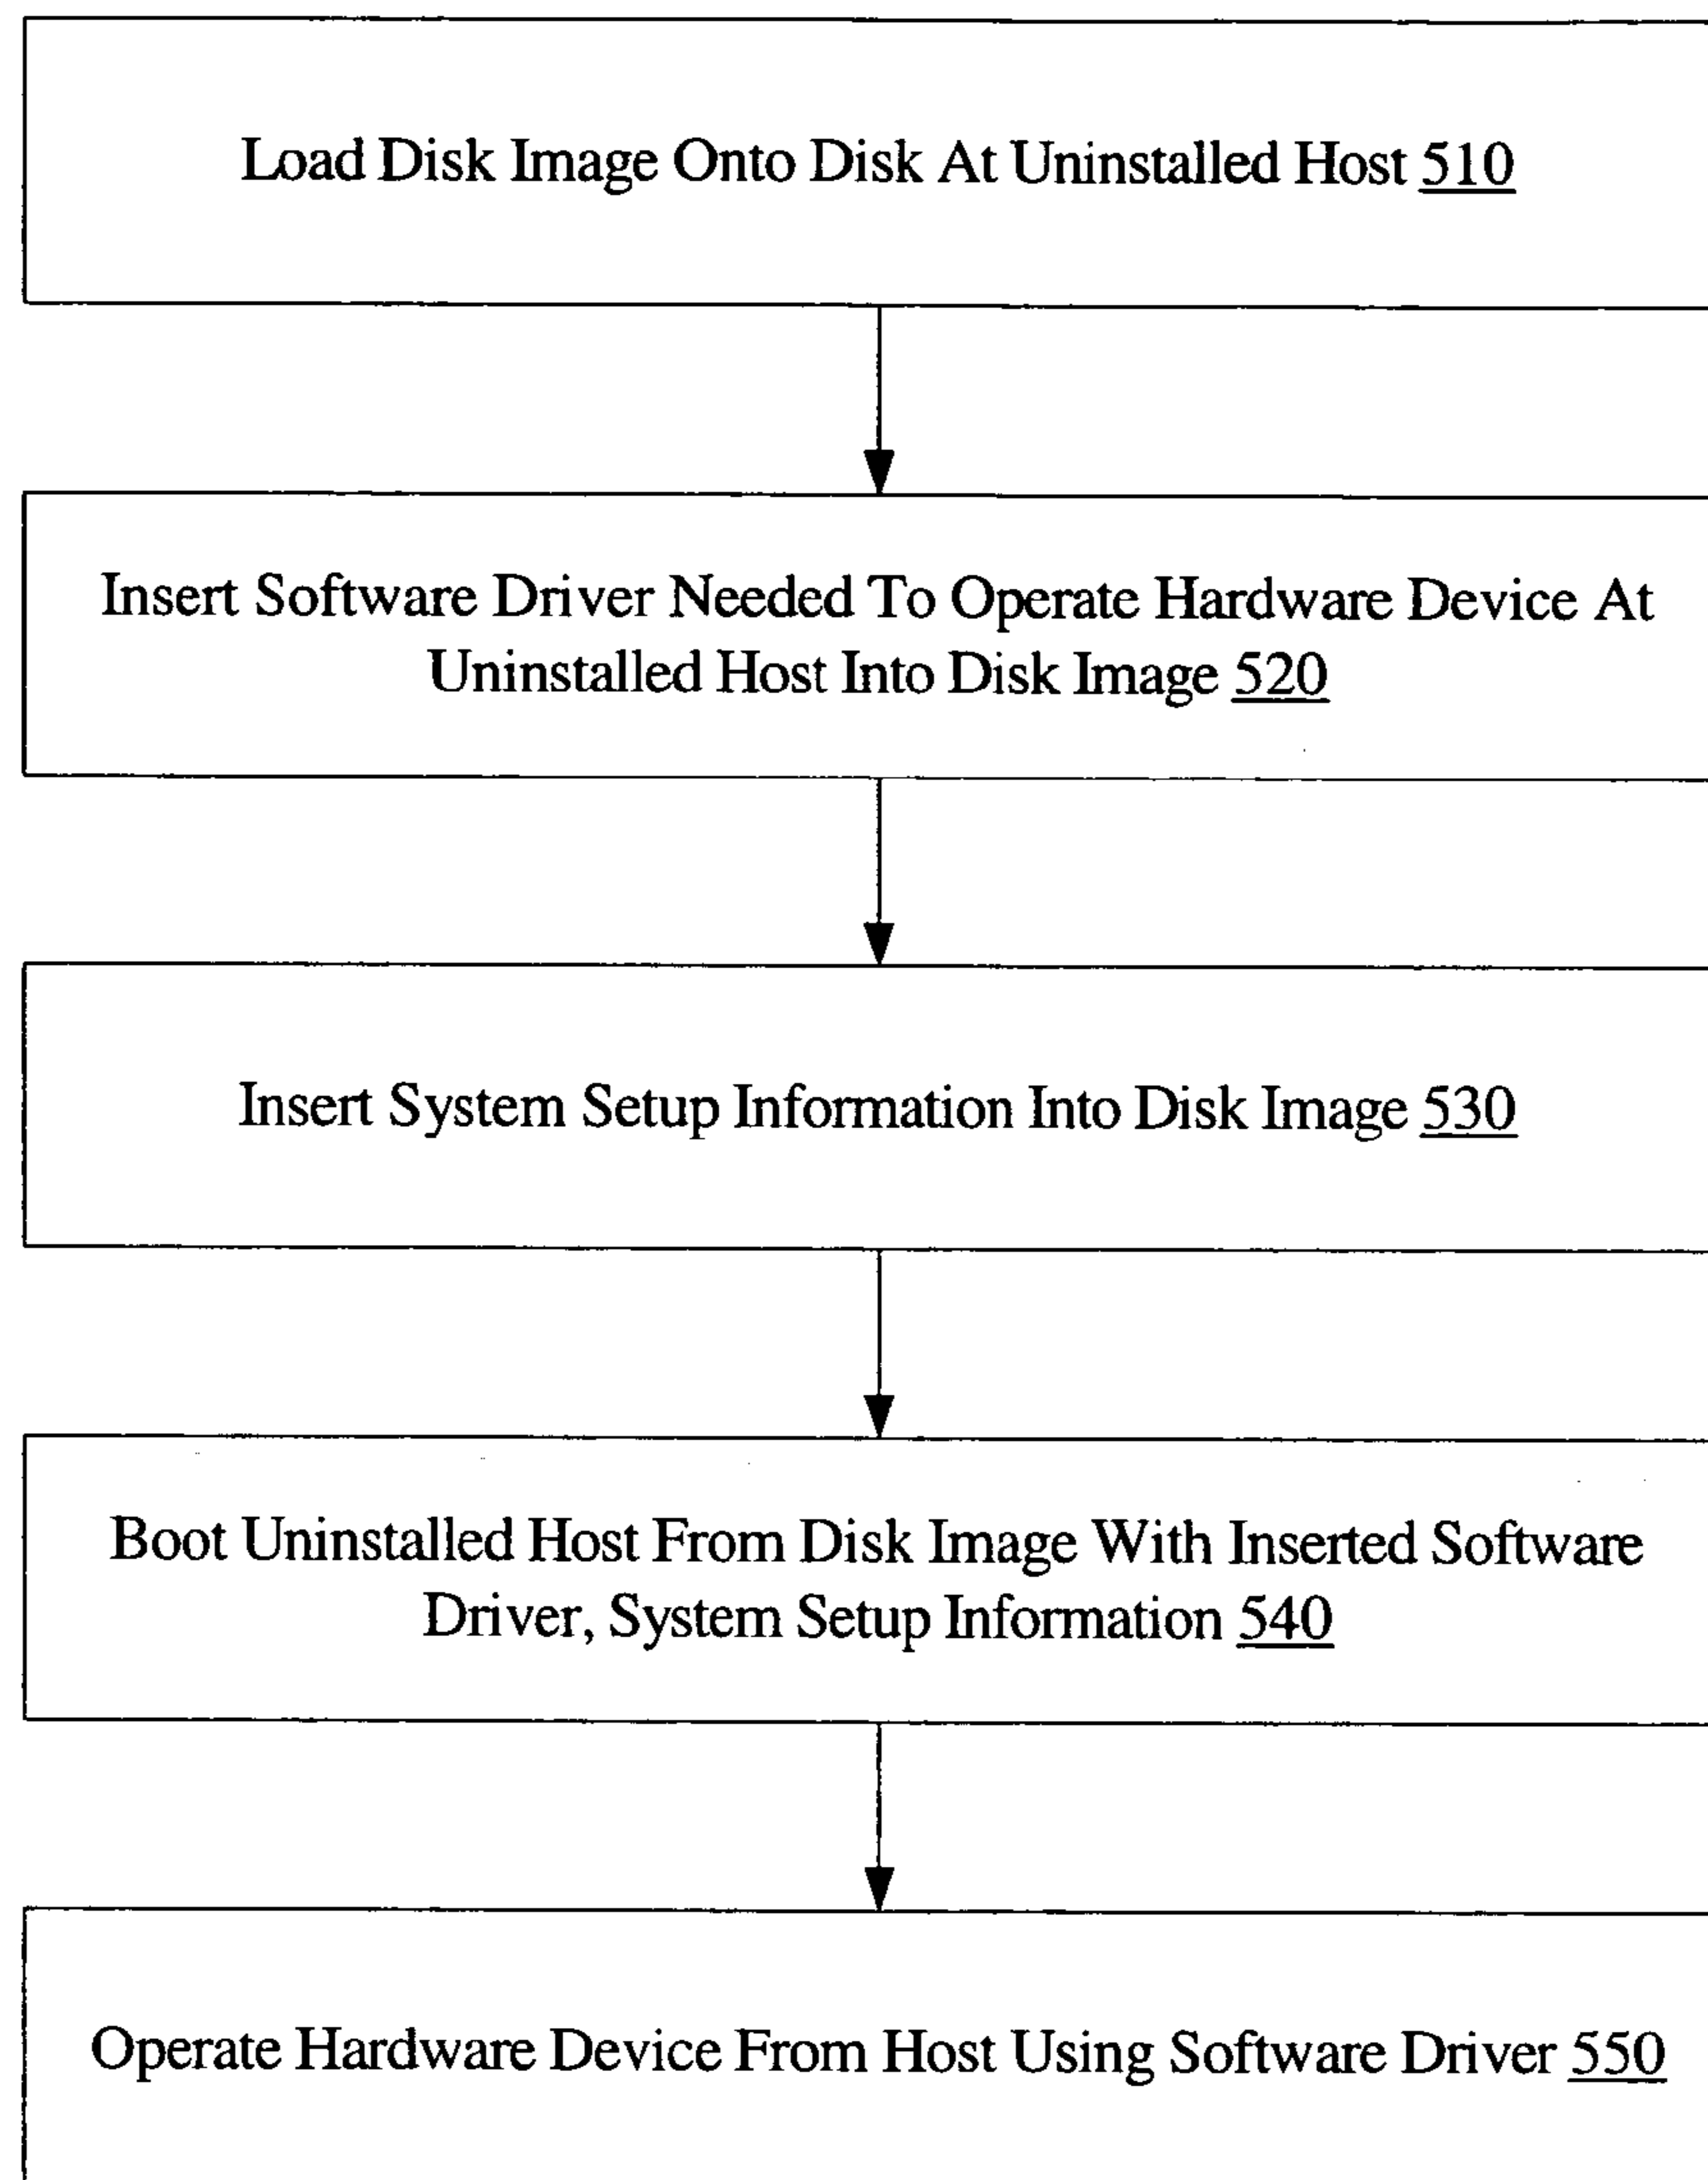 Load Disk Image Onto Disk At Uninstalled Host 510
Insert Software Driver Needed To Operate Hardware Device At
Uninstalled Host Into Disk Image 520
Insert System Setup Information Into Disk Image 530
Boot Uninstalled Host From Disk Image With Inserted Software
Driver, System Setup Information 540
Operate Hardware Device From Host Using Software Driver 550